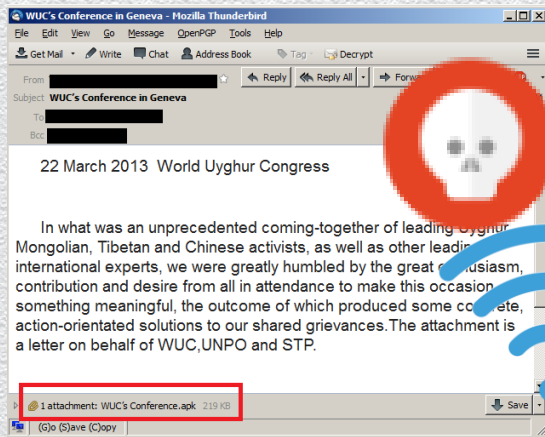 WUC's Conference in Geneva - Mozilla Thunderbird
File Edit View Go Message OpenPGP Tools Help
Get Mail Write Chat Address Book Tag Decrypt
From Reply Reply All Forw
Subject WUC's Conference in Geneva
To
Bcc
22 March 2013 World Uyghur Congress
In what was an unprecedented coming-together of leading Uyghur,
Mongolian, Tibetan and Chinese activists, as well as other leading
international experts, we were greatly humbled by the great enthusiasm,
contribution and desire from all in attendance to make this occasion
something meaningful, the outcome of which produced some concrete,
action-orientated solutions to our shared grievances.The attachment is
a letter on behalf of WUC,UNPO and STP.
1 attachment: WUC's Conference.apk 219 KB Save
(G)o (S)ave (C)opy